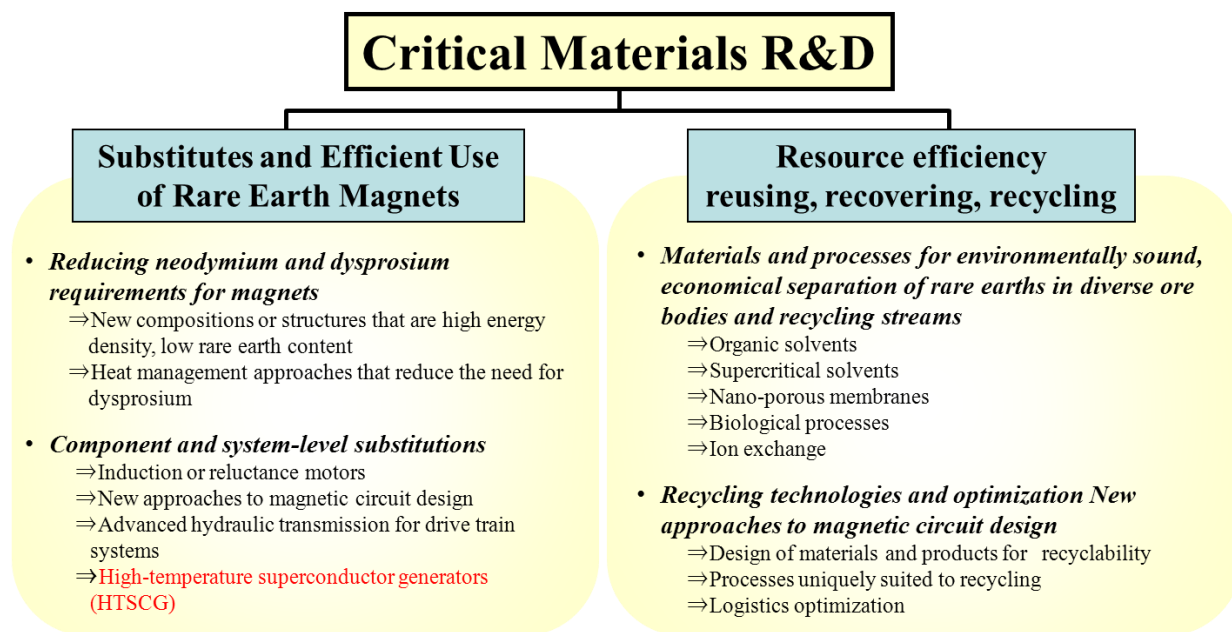 Critical Materials R&D
Substitutes and Efficient Use
of Rare Earth Magnets
• Reducing neodymium and dysprosium
requirements for magnets
⇒New compositions or structures that are high energy
density, low rare earth content
⇒Heat management approaches that reduce the need for
dysprosium
• Component and system-level substitutions
⇒Induction or reluctance motors
⇒New approaches to magnetic circuit design
⇒Advanced hydraulic transmission for drive train
systems
⇒High-temperature superconductor generators
(HTSCG)
Resource efficiency
reusing, recovering, recycling
• Materials and processes for environmentally sound,
economical separation of rare earths in diverse ore
bodies and recycling streams
⇒Organic solvents
⇒Supercritical solvents
⇒Nano-porous membranes
⇒Biological processes
⇒Ion exchange
• Recycling technologies and optimization New
approaches to magnetic circuit design
⇒Design of materials and products for recyclability
⇒Processes uniquely suited to recycling
⇒Logistics optimization